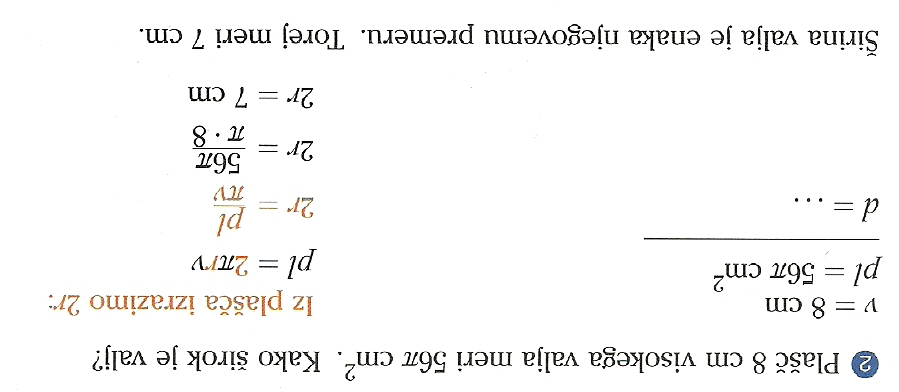 2 Plašč 8 cm visokega valja meri 56π cm². Kako širok je valj?
v = 8 cm
pl = 56π cm²
d = ...
Iz plašča izrazimo 2r:
pl = 2πrv
2r = pl / πv
2r = 56π / π · 8
2r = 7 cm
Širina valja je enaka njegovemu premeru. Torej meri 7 cm.